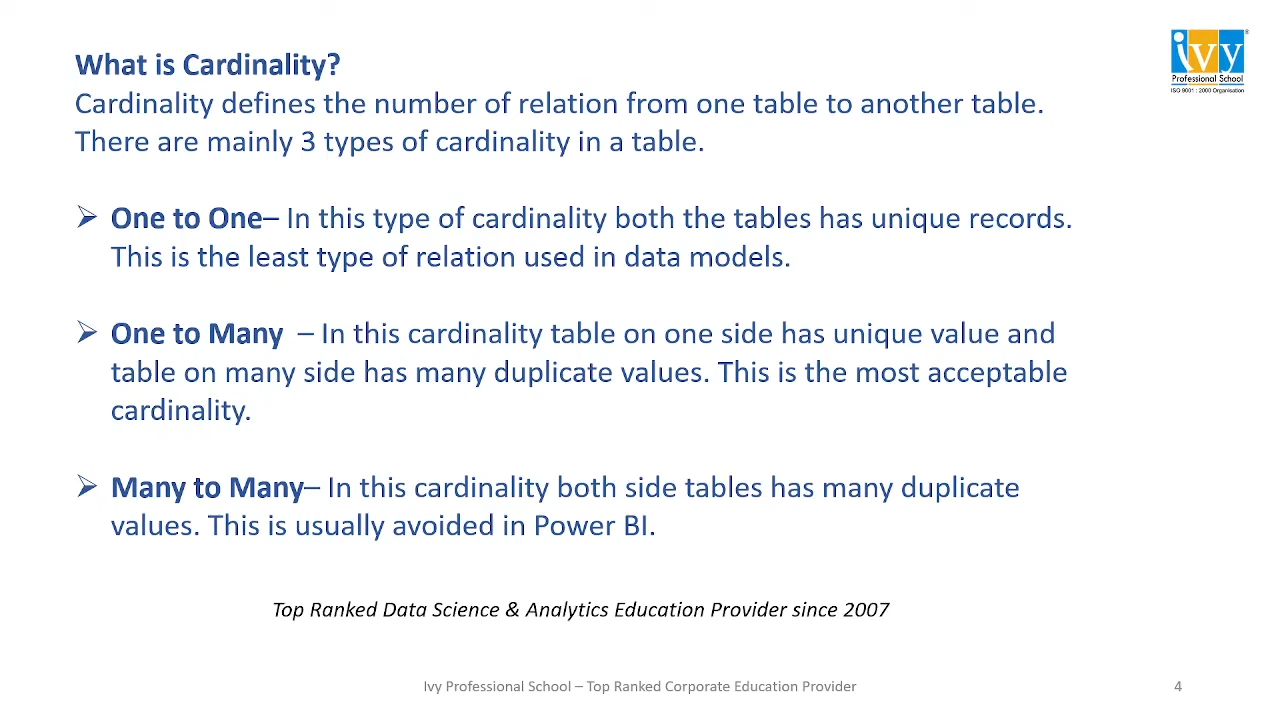 What is Cardinality?
Cardinality defines the number of relation from one table to another table.
There are mainly 3 types of cardinality in a table.
➢ One to One– In this type of cardinality both the tables has unique records.
This is the least type of relation used in data models.
➢ One to Many – In this cardinality table on one side has unique value and
table on many side has many duplicate values. This is the most acceptable
cardinality.
➢ Many to Many– In this cardinality both side tables has many duplicate
values. This is usually avoided in Power BI.
Top Ranked Data Science & Analytics Education Provider since 2007
Ivy Professional School – Top Ranked Corporate Education Provider
4
ivy®
Professional School
ISO 9001 : 2000 Organisation